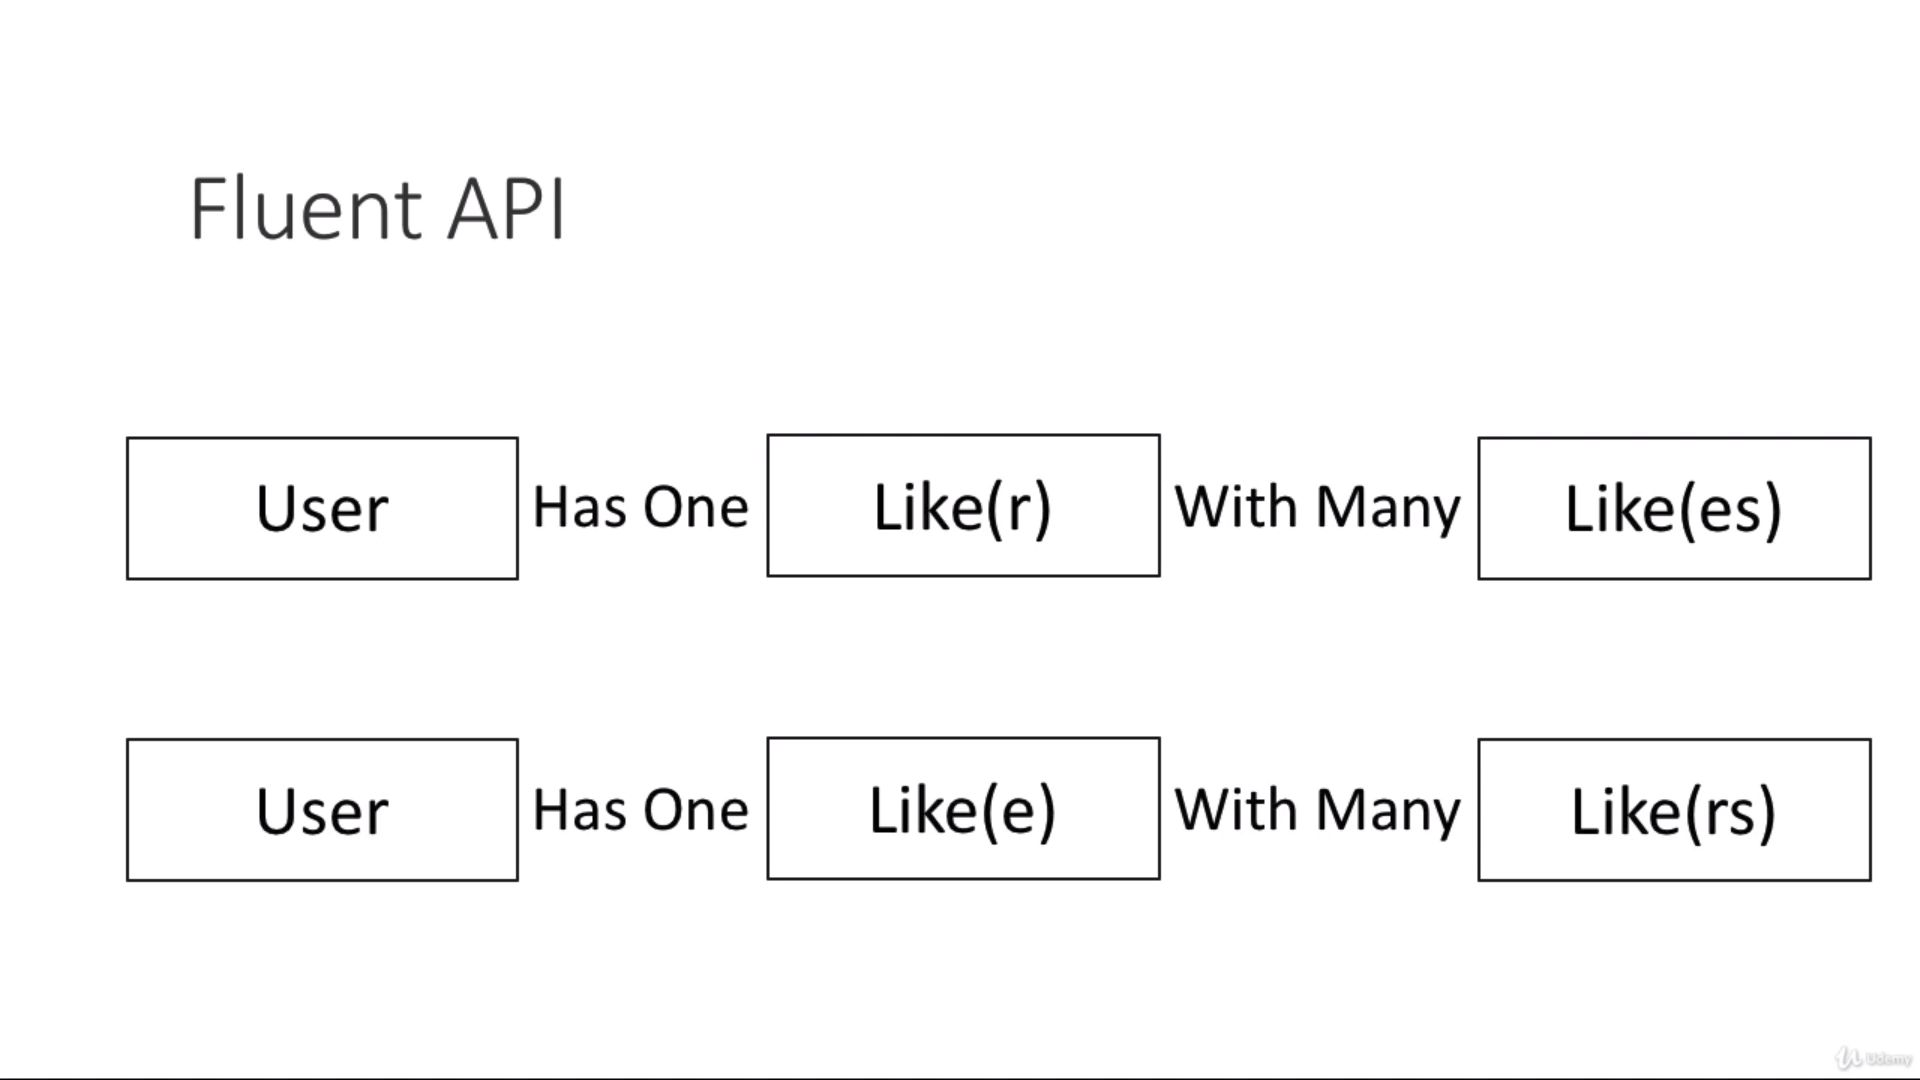 Fluent API
User Has One Like(r) With Many Like(es)
User Has One Like(e) With Many Like(rs)
Udemy